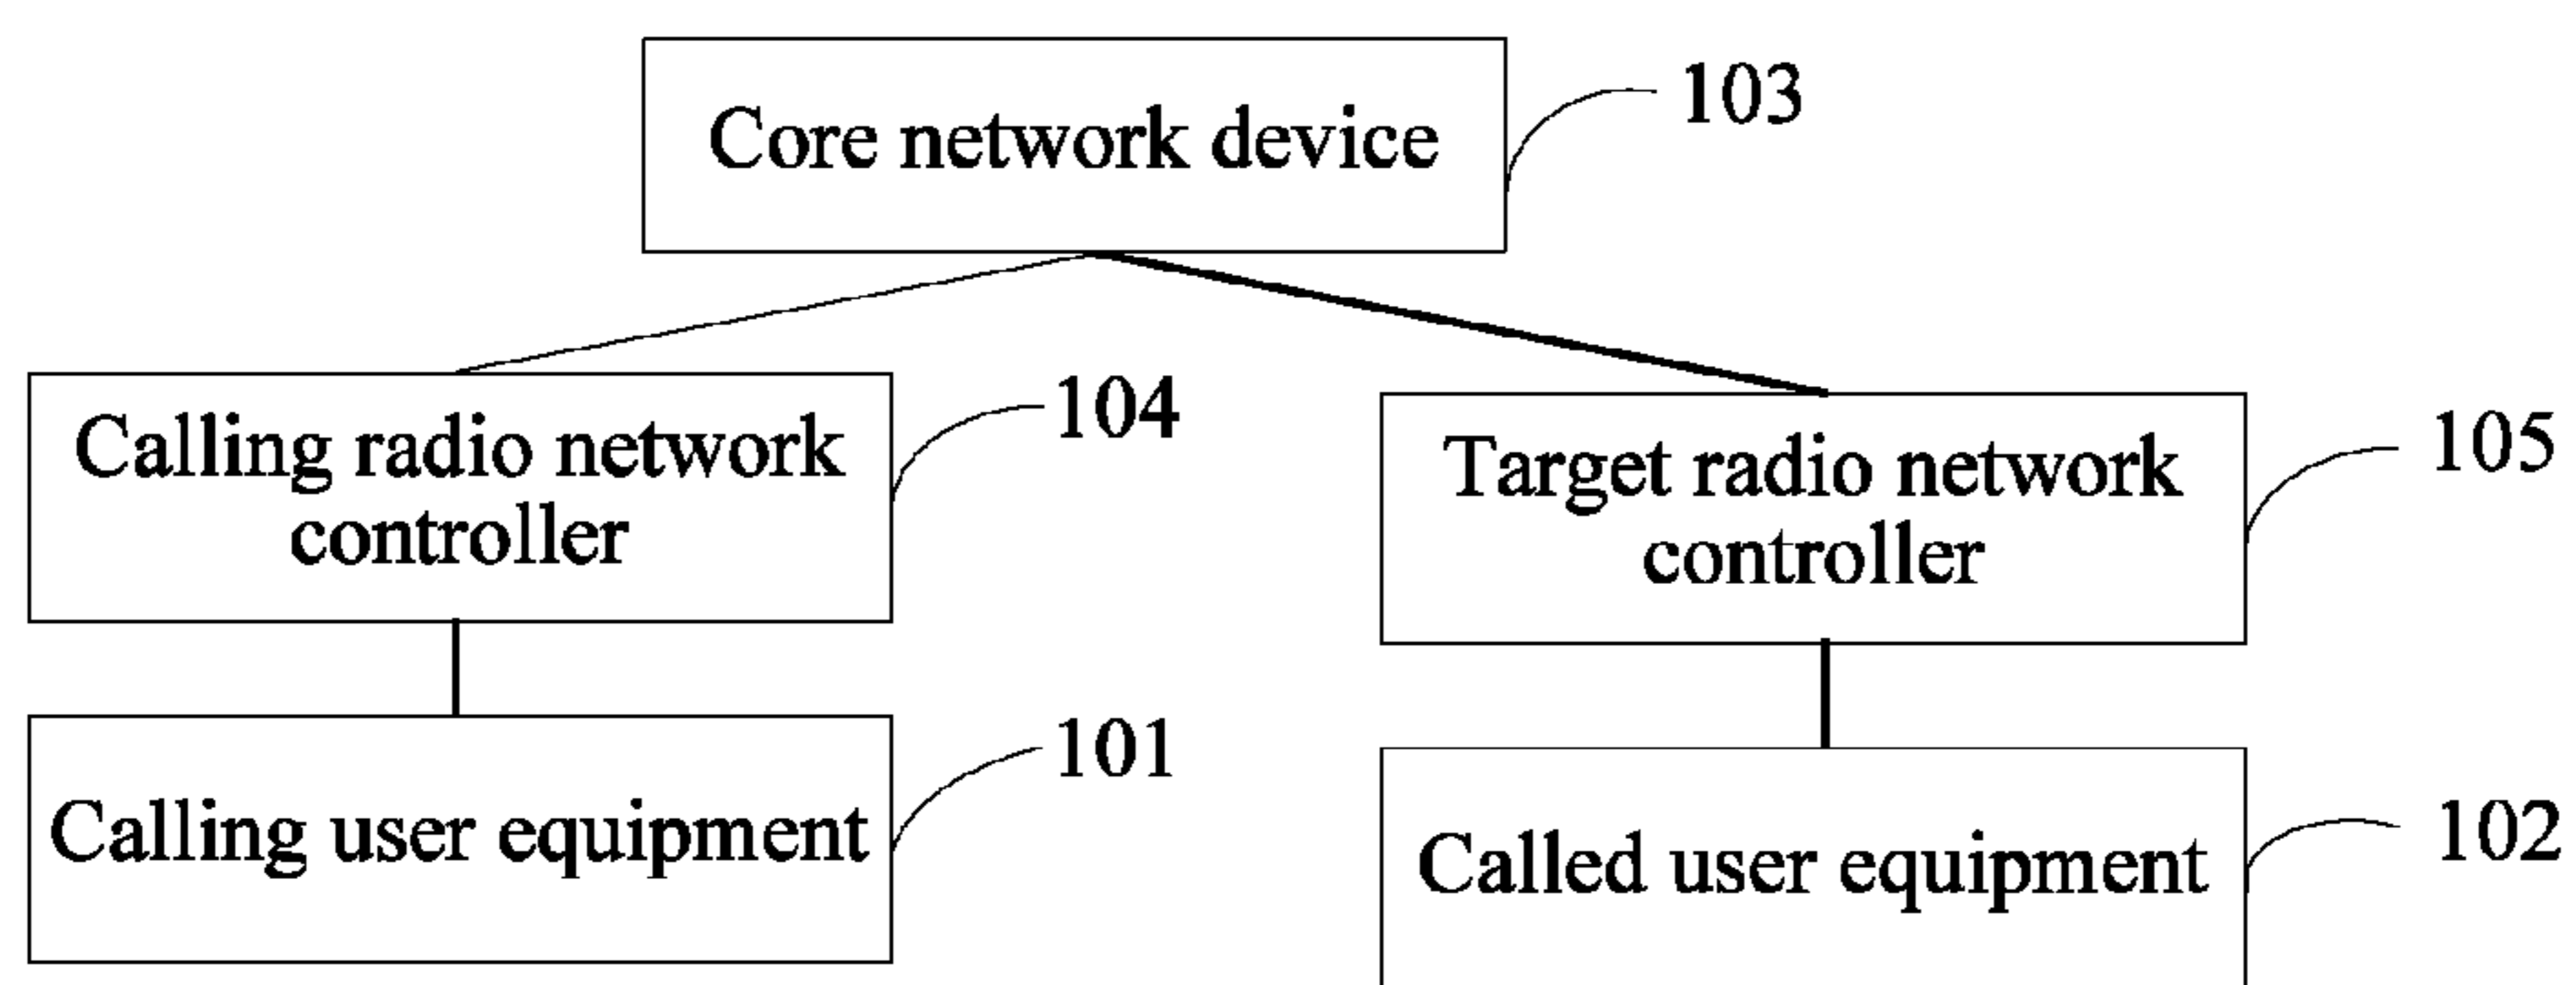 Core network device
103
Calling radio network
controller
104
Target radio network
controller
105
Calling user equipment
101
Called user equipment
102